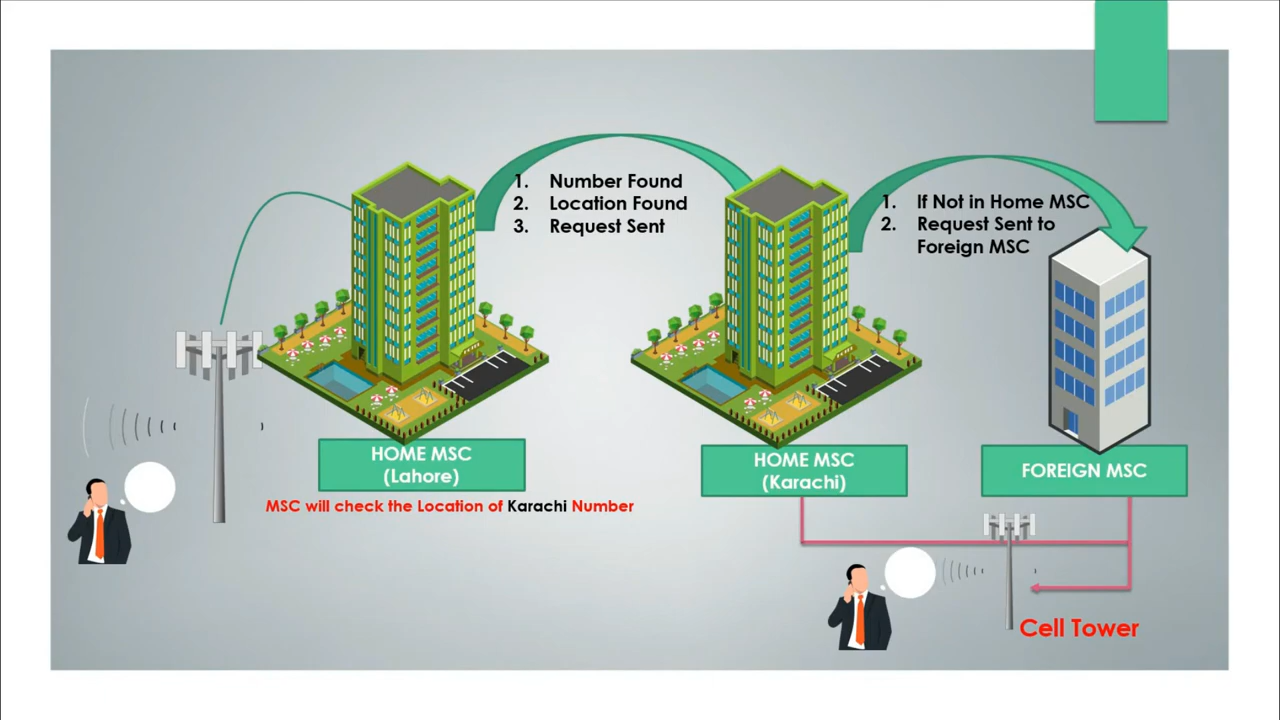 1. Number Found
2. Location Found
3. Request Sent
1. If Not in Home MSC
2. Request Sent to
Foreign MSC
HOME MSC
(Lahore)
MSC will check the Location of Karachi Number
HOME MSC
(Karachi)
FOREIGN MSC
Cell Tower